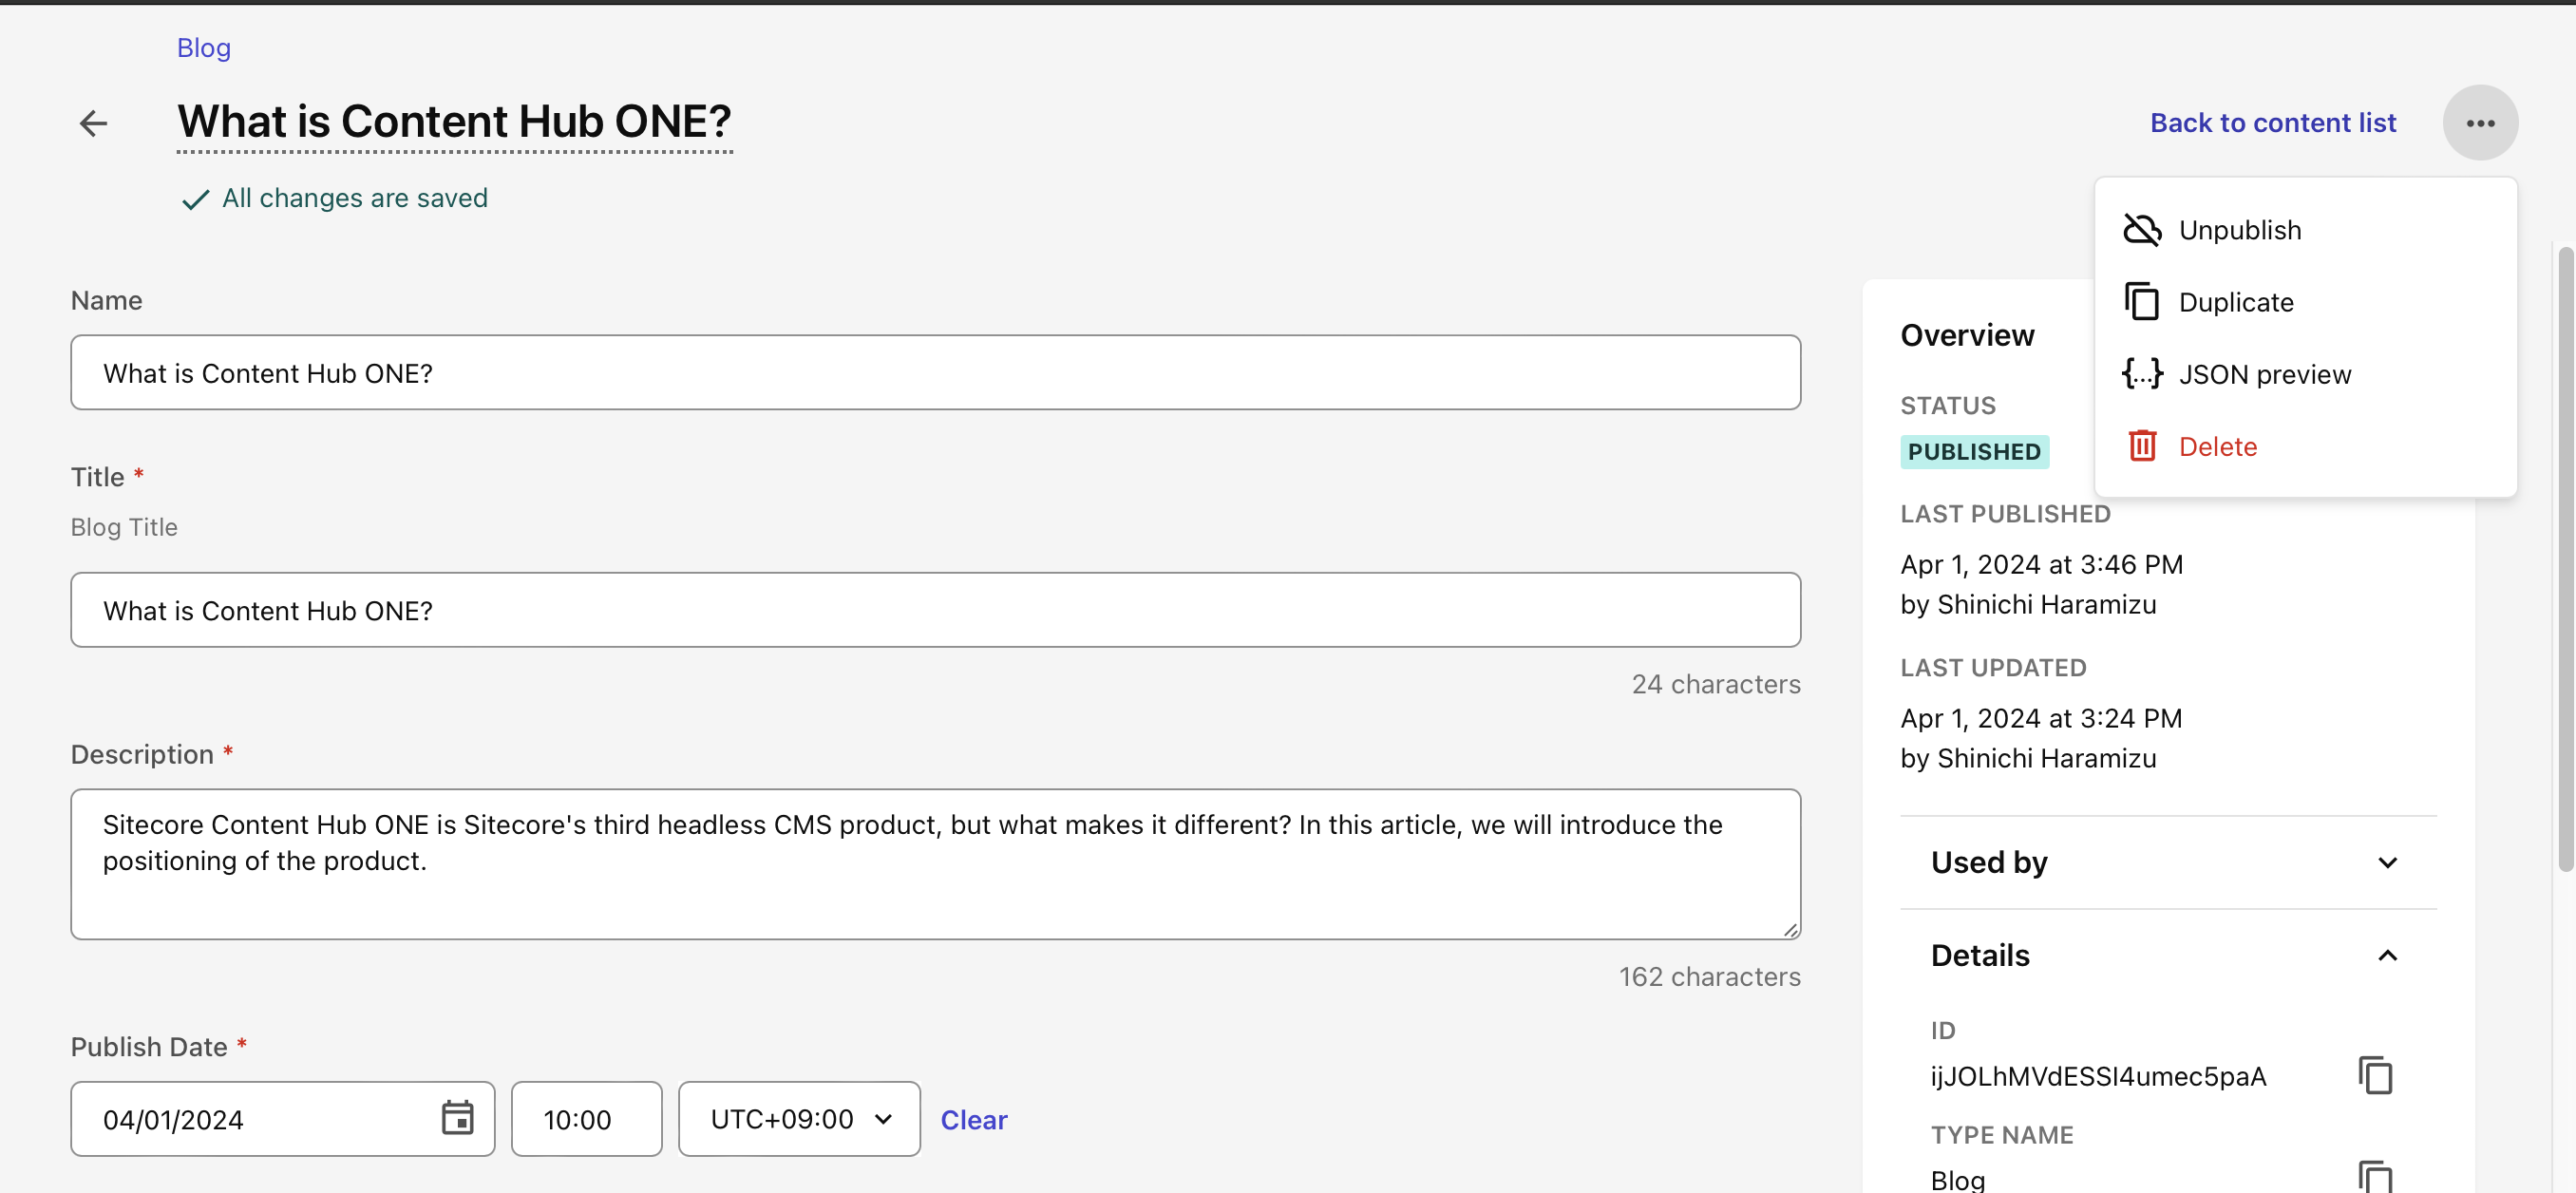 Blog
What is Content Hub ONE?
Back to content list
All changes are saved
Unpublish
Duplicate
{...} JSON preview
Delete
Name
What is Content Hub ONE?
Title *
Blog Title
What is Content Hub ONE?
24 characters
Description *
Sitecore Content Hub ONE is Sitecore's third headless CMS product, but what makes it different? In this article, we will introduce the
positioning of the product.
162 characters
Publish Date *
04/01/2024
10:00
UTC+09:00
Clear
Overview
STATUS
PUBLISHED
LAST PUBLISHED
Apr 1, 2024 at 3:46 PM
by Shinichi Haramizu
LAST UPDATED
Apr 1, 2024 at 3:24 PM
by Shinichi Haramizu
Used by
Details
ID
ijJOLhMVdESSI4umec5paA
TYPE NAME
Blog